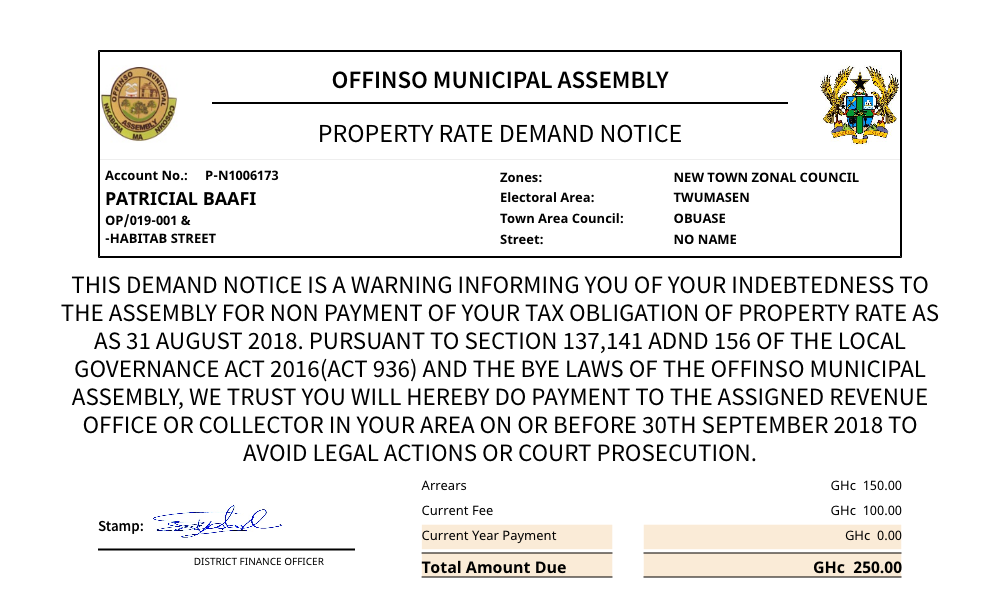 OFFINSO MUNICIPAL ASSEMBLY
PROPERTY RATE DEMAND NOTICE
OFFINSO MUNICIPAL
ASSEMBLY
Account No.: P-N1006173
PATRICIAL BAAFI
OP/019-001 &
-HABITAB STREET
Zones: NEW TOWN ZONAL COUNCIL
Electoral Area: TWUMASEN
Town Area Council: OBUASE
Street: NO NAME
THIS DEMAND NOTICE IS A WARNING INFORMING YOU OF YOUR INDEBTEDNESS TO
THE ASSEMBLY FOR NON PAYMENT OF YOUR TAX OBLIGATION OF PROPERTY RATE AS
AS 31 AUGUST 2018. PURSUANT TO SECTION 137,141 ADND 156 OF THE LOCAL
GOVERNANCE ACT 2016(ACT 936) AND THE BYE LAWS OF THE OFFINSO MUNICIPAL
ASSEMBLY, WE TRUST YOU WILL HEREBY DO PAYMENT TO THE ASSIGNED REVENUE
OFFICE OR COLLECTOR IN YOUR AREA ON OR BEFORE 30TH SEPTEMBER 2018 TO
AVOID LEGAL ACTIONS OR COURT PROSECUTION.
Arrears GHc 150.00
Current Fee GHc 100.00
Current Year Payment GHc 0.00
Total Amount Due GHc 250.00
Stamp:
DISTRICT FINANCE OFFICER